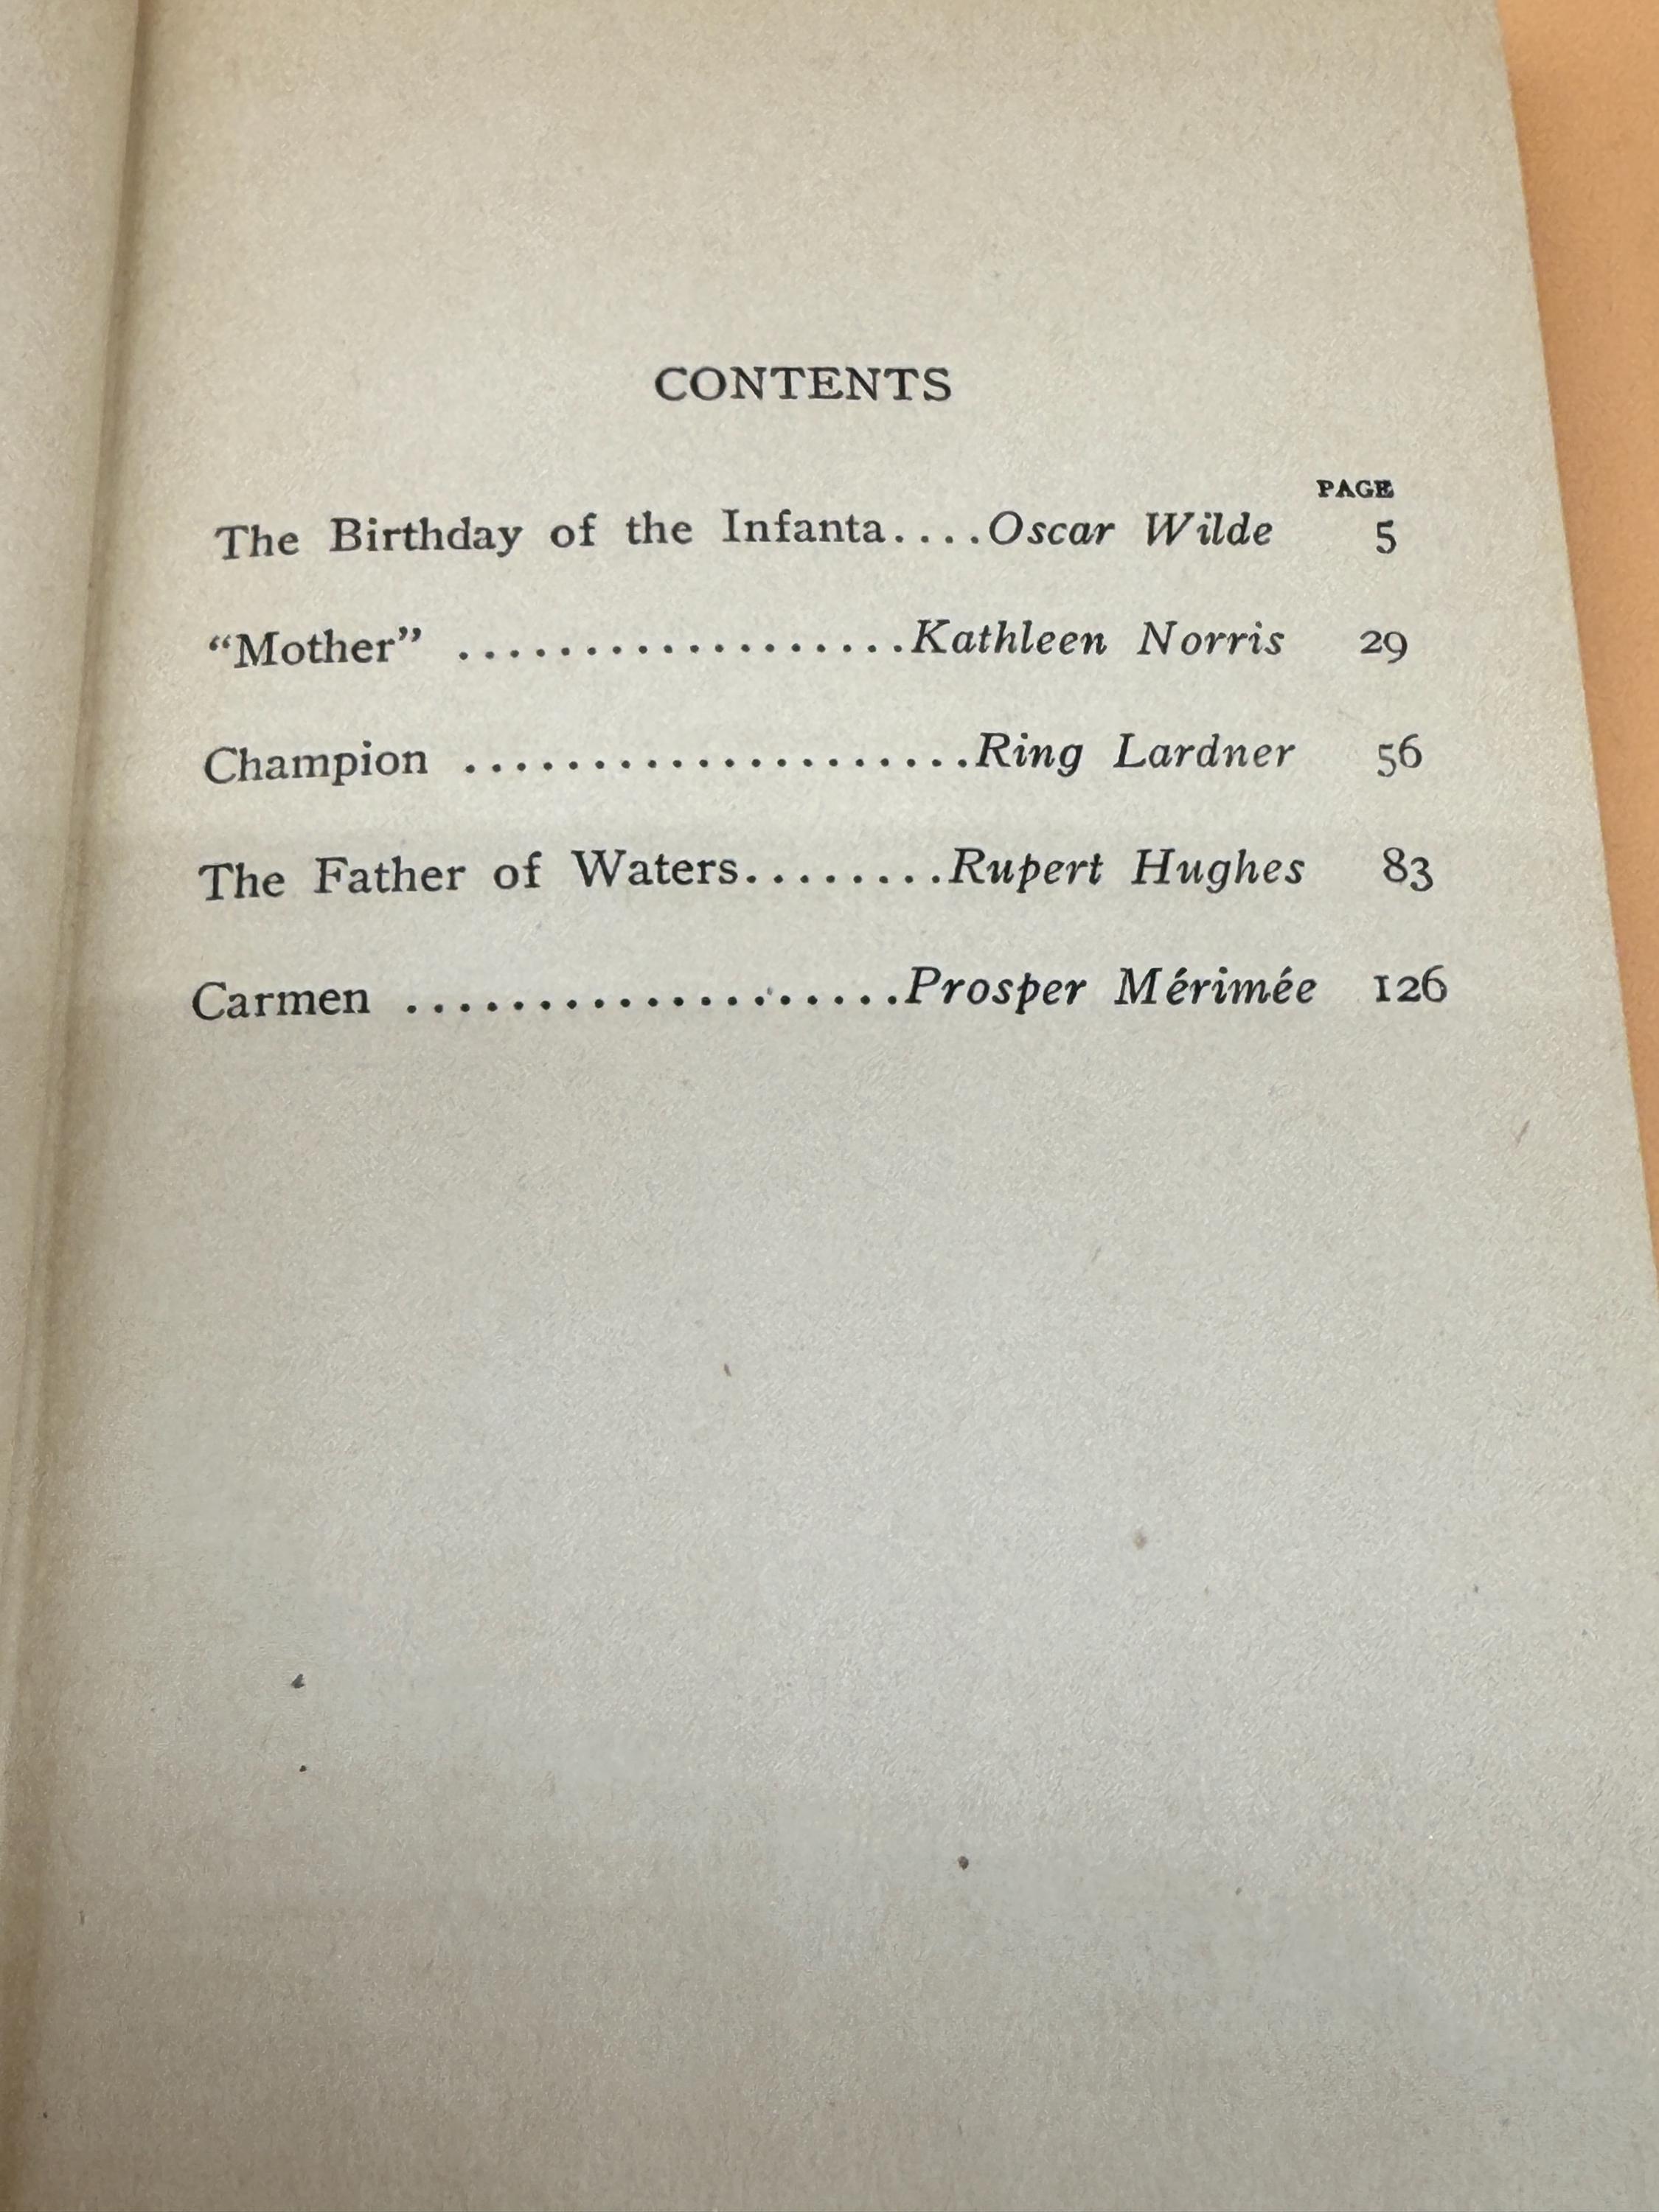 CONTENTS
PAGE
The Birthday of the Infanta....Oscar Wilde 5
“Mother” .................Kathleen Norris 29
Champion ....................Ring Lardner 56
The Father of Waters........Rupert Hughes 83
Carmen ...................Prosper Mérimée 126